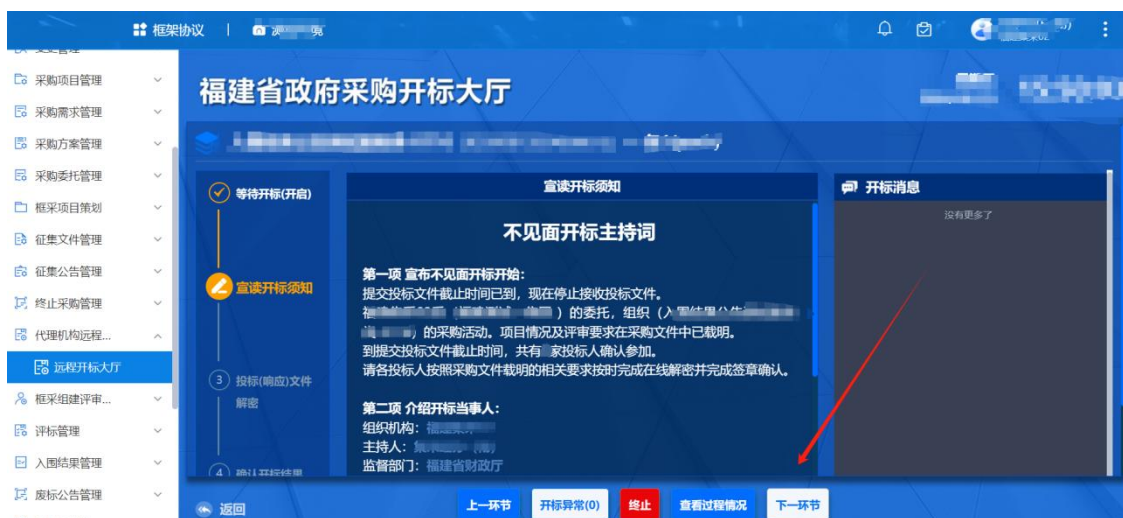 框架协议
采购项目管理
采购需求管理
采购方案管理
采购委托管理
框采项目策划
征集文件管理
征集公告管理
终止采购管理
代理机构远程...
远程开标大厅
框采组建评审...
评标管理
入围结果管理
废标公告管理
福建省政府采购开标大厅
等待开标(开启)
宣读开标须知
3 投标(响应)文件
解密
4 确认开标结果
宣读开标须知
不见面开标主持词
第一项 宣布不见面开标开始：
提交投标文件截止时间已到，现在停止接收投标文件。
）的委托，组织（入围结果公告
）的采购活动。项目情况及评审要求在采购文件中已载明。
到提交投标文件截止时间，共有 家投标人确认参加。
请各投标人按照采购文件载明的相关要求按时完成在线解密并完成签章确认。
第二项 介绍开标当事人：
组织机构：福建
主持人：
监督部门：福建省财政厅
开标消息
没有更多了
返回
上一环节
开标异常(0)
终止
查看过程情况
下一环节